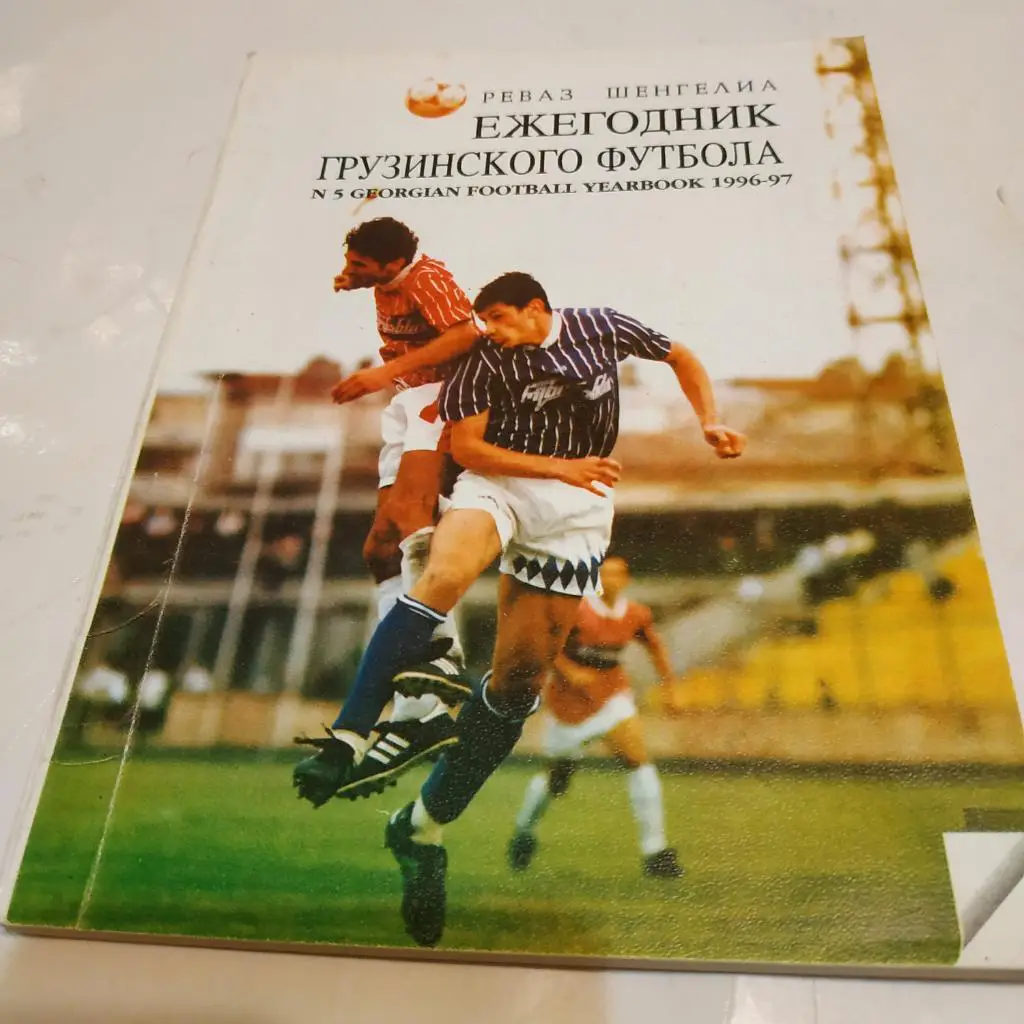 РЕВАЗ ШЕНГЕЛИА
ЕЖЕГОДНИК
ГРУЗИНСКОГО ФУТБОЛА
N 5 GEORGIAN FOOTBALL YEARBOOK 1996-97